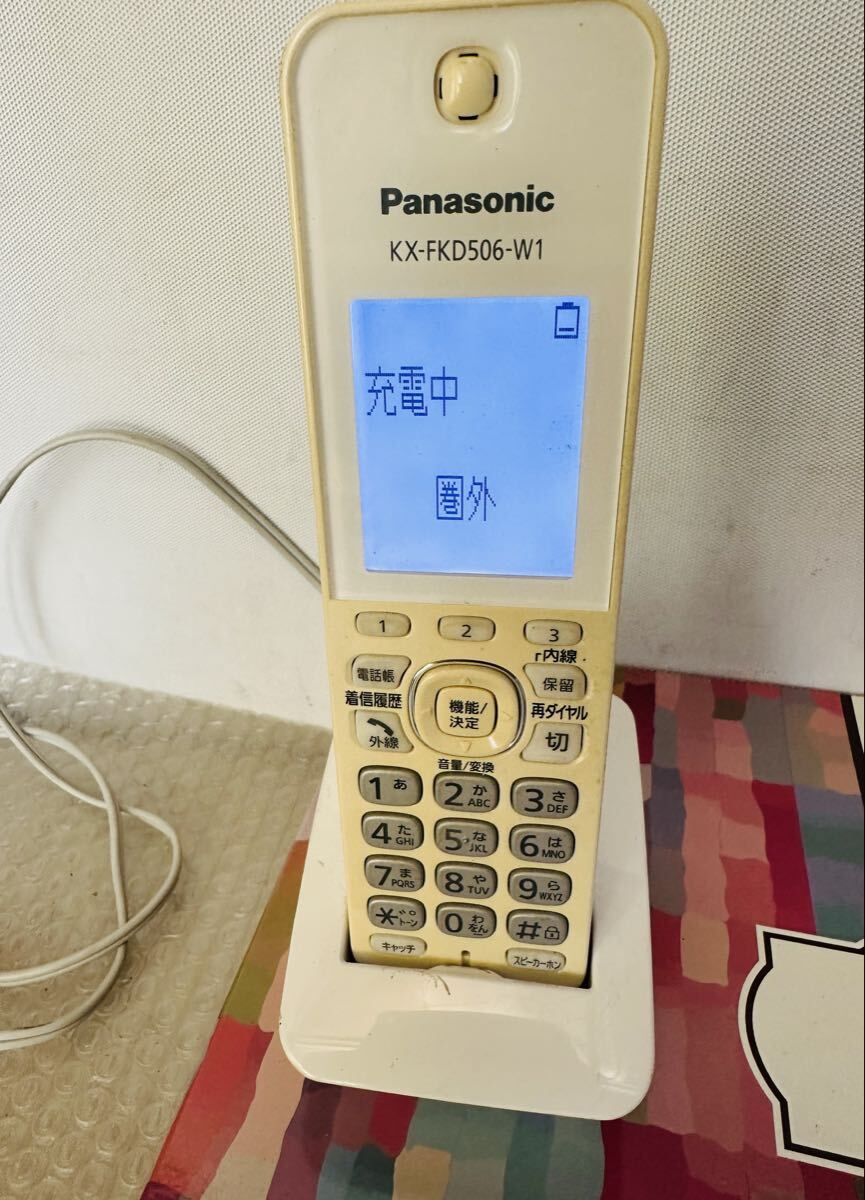 Panasonic
KX-FKD506-W1
充電中
圏外
1 2 3
「内線
電話帳 保留
着信履歴 機能/決定 再ダイヤル
外線 切
音量/変換
1 あ 2 か ABC 3 さ DEF
4 た GHI 5 な JKL 6 は MNO
7 ま PQRS 8 や TUV 9 ら WXYZ
* ゛゜ トーン 0 わをん #
キャッチ スピーカーホン